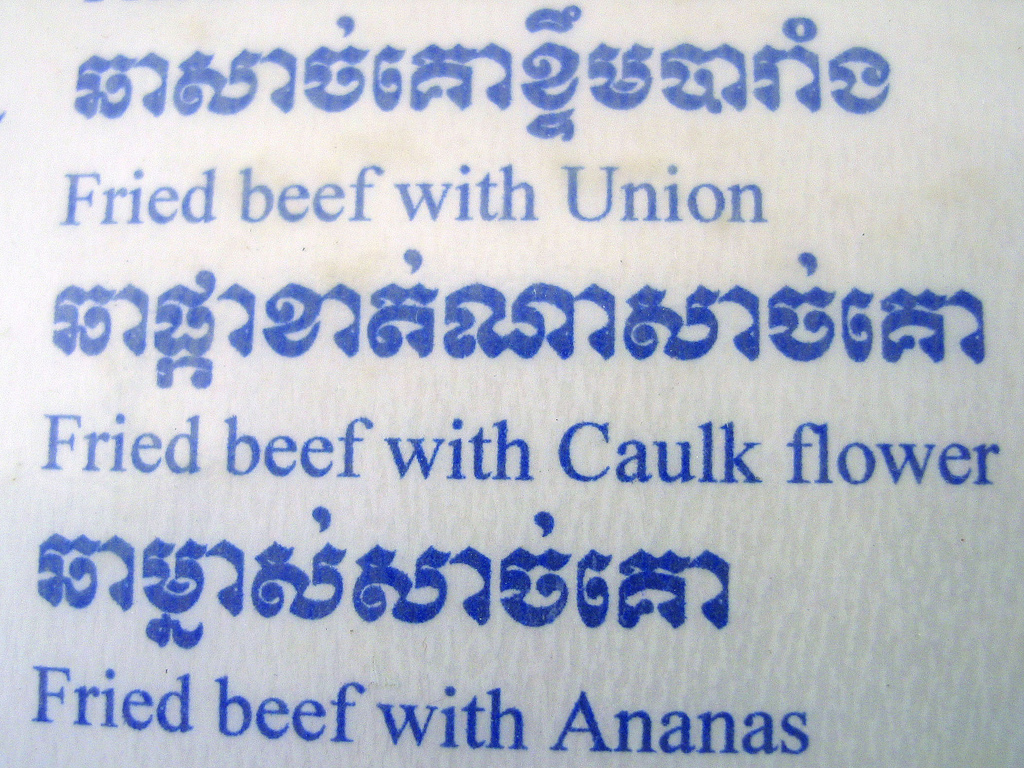 ឆាសាច់គោខ្ទឹមបារាំង
Fried beef with Union
ឆាផ្កាខាត់ណាសាច់គោ
Fried beef with Caulk flower
ឆាម្នាស់សាច់គោ
Fried beef with Ananas